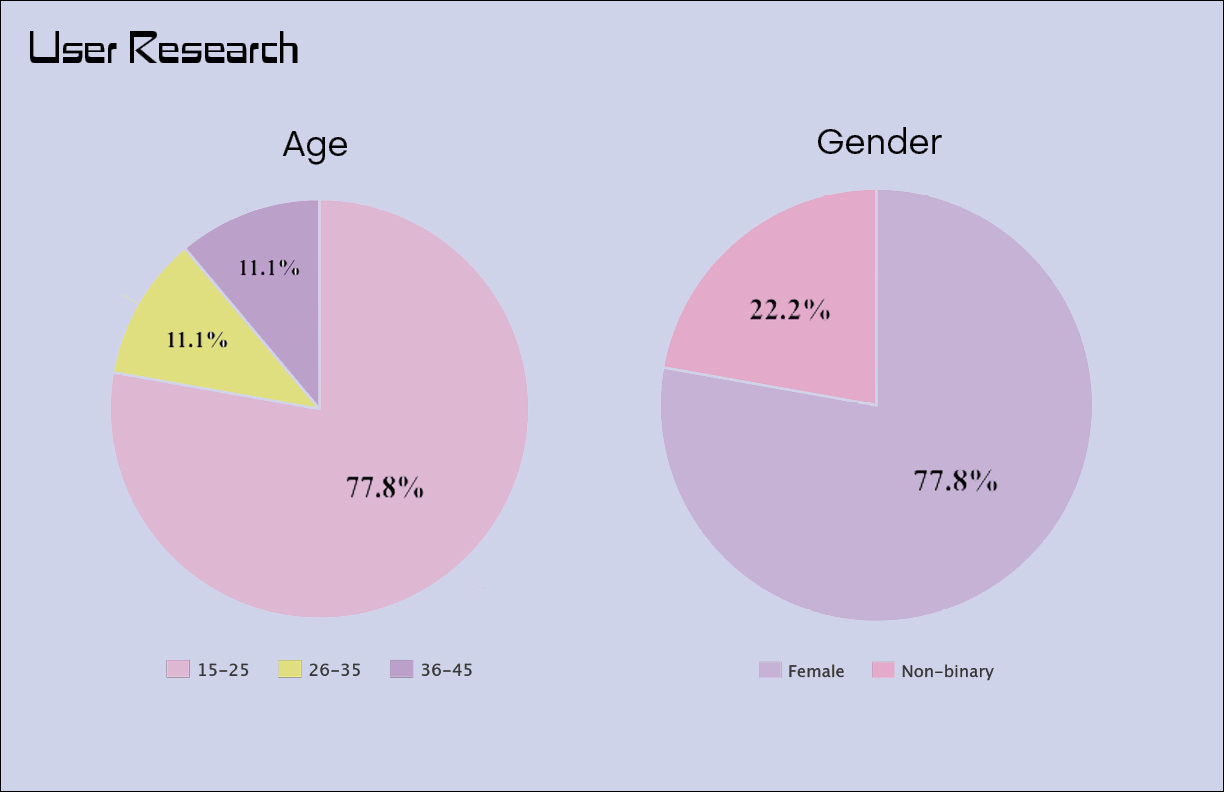 User Research
Age
11.1%
11.1%
77.8%
15-25 26-35 36-45
Gender
22.2%
77.8%
Female Non-binary